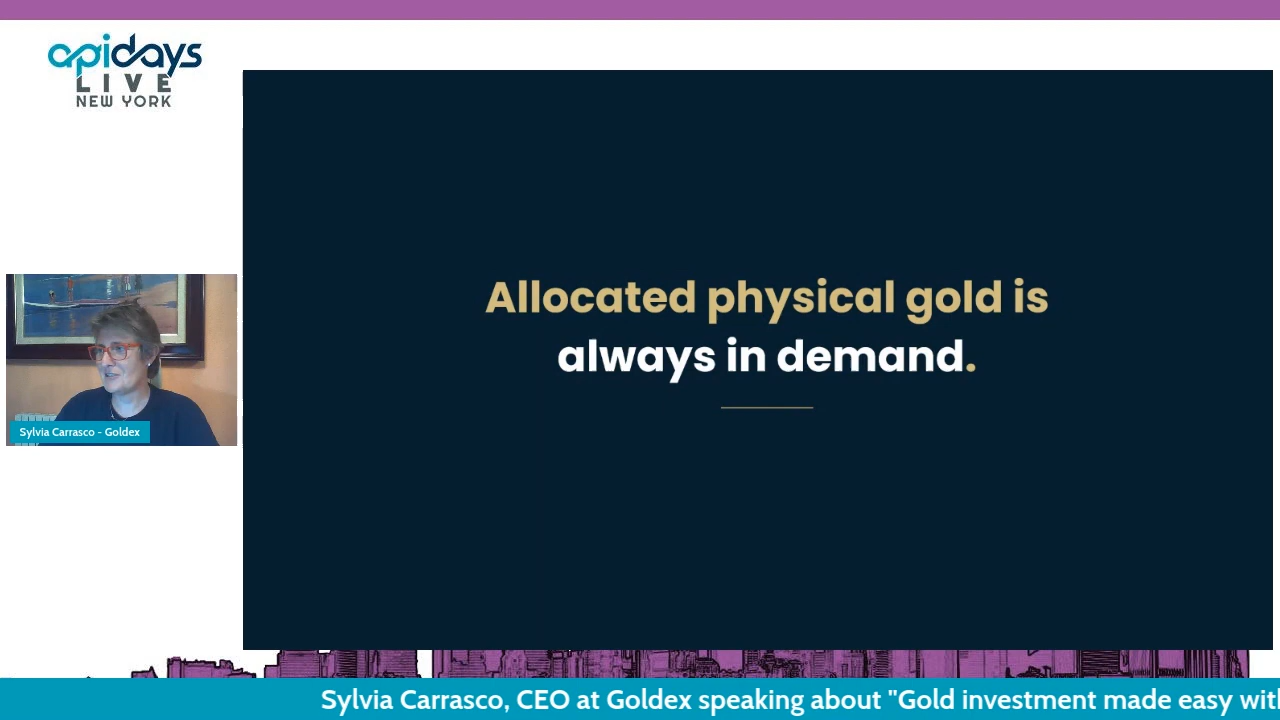 apidays
LIVE
NEW YORK
Allocated physical gold is
always in demand.
Sylvia Carrasco - Goldex
Sylvia Carrasco, CEO at Goldex speaking about "Gold investment made easy wit